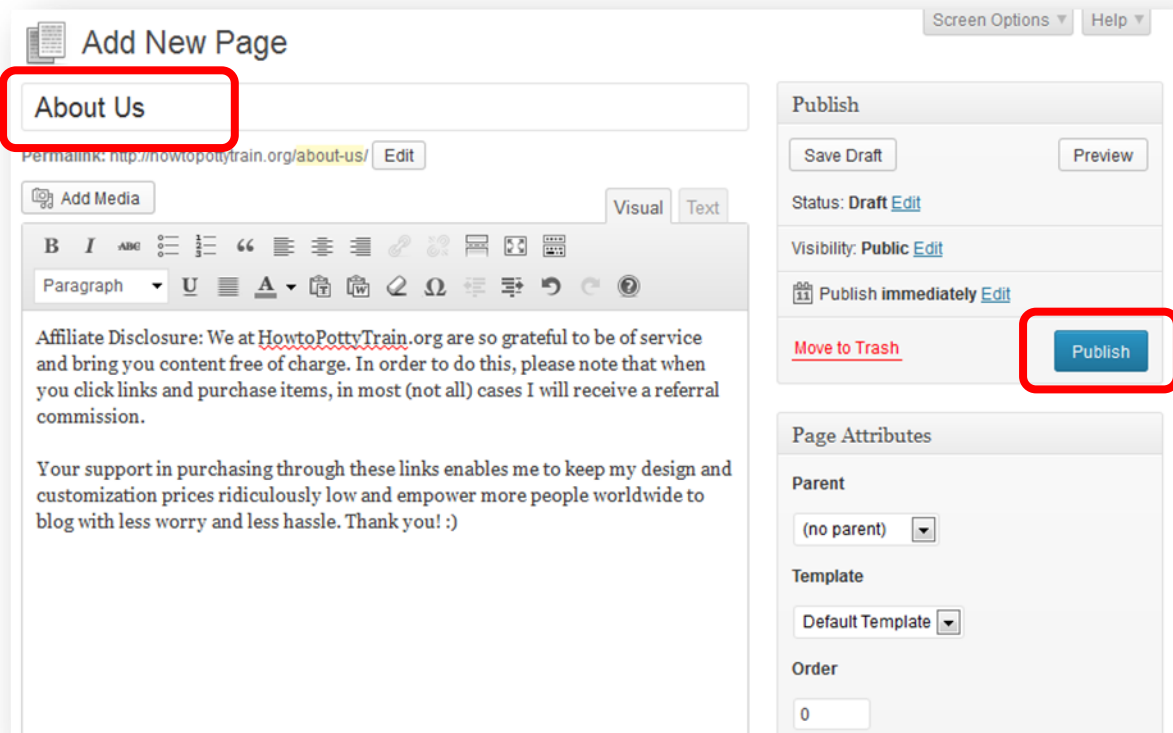 Screen Options Help
Add New Page
About Us
Permalink: http://howtopottytrain.org/about-us/ Edit
Add Media
Visual Text
B I ABC
Paragraph U A T W Ω
Affiliate Disclosure: We at HowtoPottyTrain.org are so grateful to be of service
and bring you content free of charge. In order to do this, please note that when
you click links and purchase items, in most (not all) cases I will receive a referral
commission.
Your support in purchasing through these links enables me to keep my design and
customization prices ridiculously low and empower more people worldwide to
blog with less worry and less hassle. Thank you! :)
Publish
Save Draft Preview
Status: Draft Edit
Visibility: Public Edit
11 Publish immediately Edit
Move to Trash Publish
Page Attributes
Parent
(no parent)
Template
Default Template
Order
0